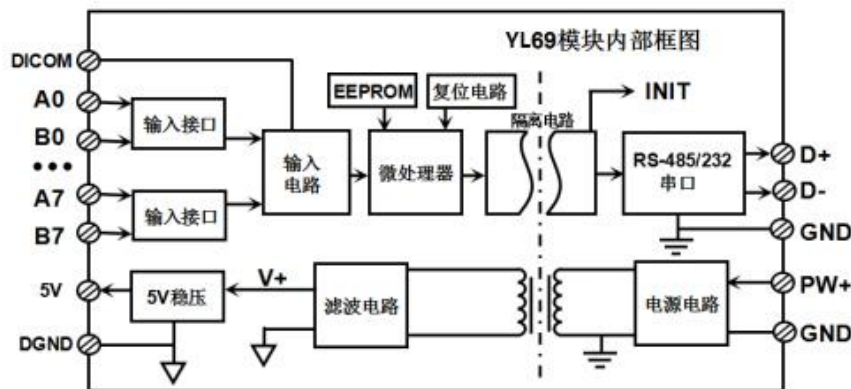 YL69模块内部框图
DICOM
A0
B0
•••
A7
B7
5V
DGND
输入接口
输入接口
输入
电路
EEPROM
复位电路
微处理器
隔离电路
INIT
RS-485/232
串口
D+
D-
GND
PW+
GND
5V稳压
V+
滤波电路
电源电路